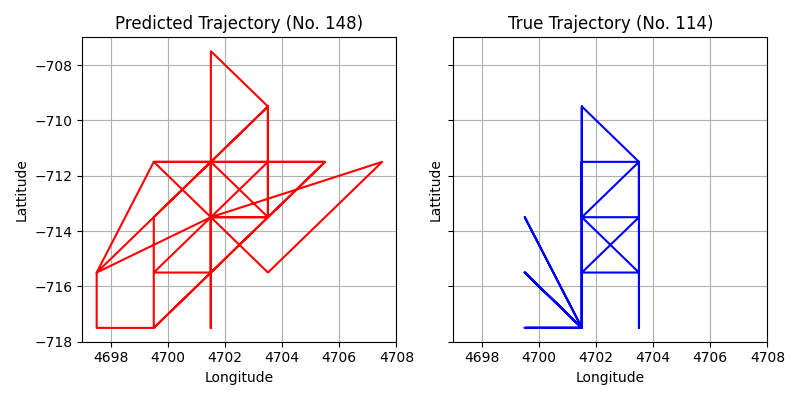 Predicted Trajectory (No. 148)
True Trajectory (No. 114)
−708
−710
−712
−714
−716
−718
Lattitude
Lattitude
4698 4700 4702 4704 4706 4708
4698 4700 4702 4704 4706 4708
Longitude
Longitude